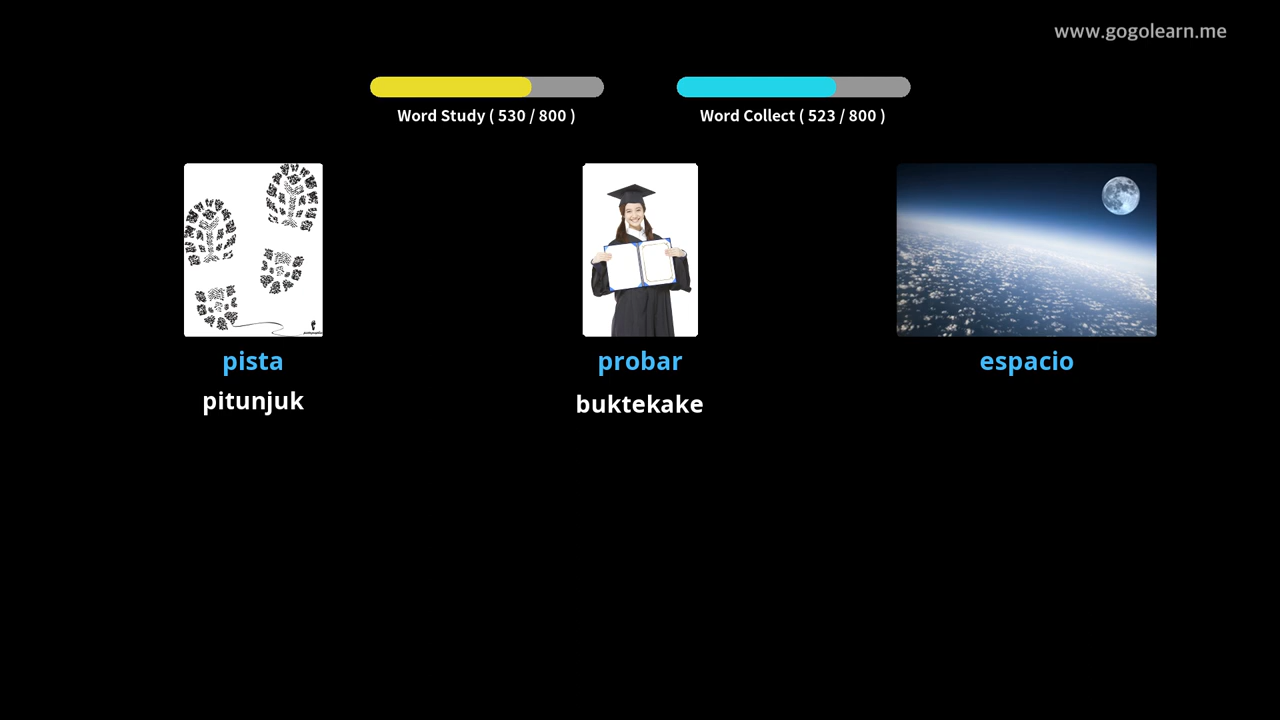 www.gogolearn.me
Word Study ( 530 / 800 )
Word Collect ( 523 / 800 )
pista
probar
espacio
pitunjuk
buktekake